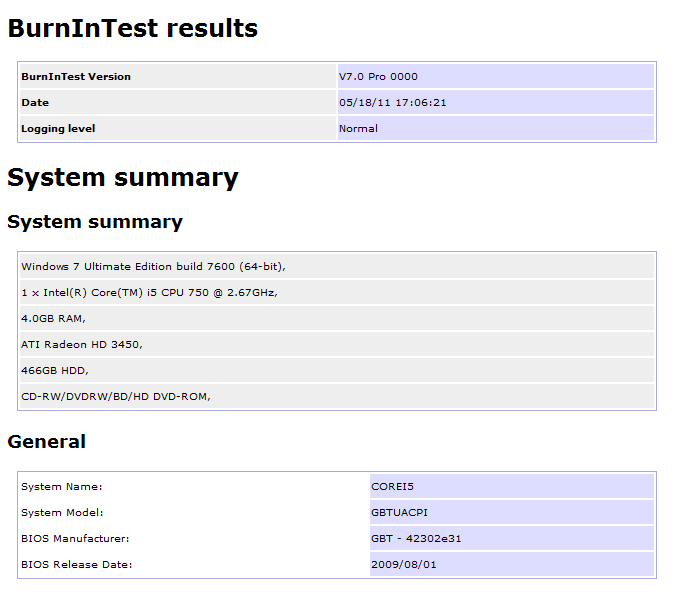 BurnInTest results
BurnInTest Version V7.0 Pro 0000
Date 05/18/11 17:06:21
Logging level Normal
System summary
System summary
Windows 7 Ultimate Edition build 7600 (64-bit),
1 x Intel(R) Core(TM) i5 CPU 750 @ 2.67GHz,
4.0GB RAM,
ATI Radeon HD 3450,
466GB HDD,
CD-RW/DVDRW/BD/HD DVD-ROM,
General
System Name: COREI5
System Model: GBTUACPI
BIOS Manufacturer: GBT - 42302e31
BIOS Release Date: 2009/08/01